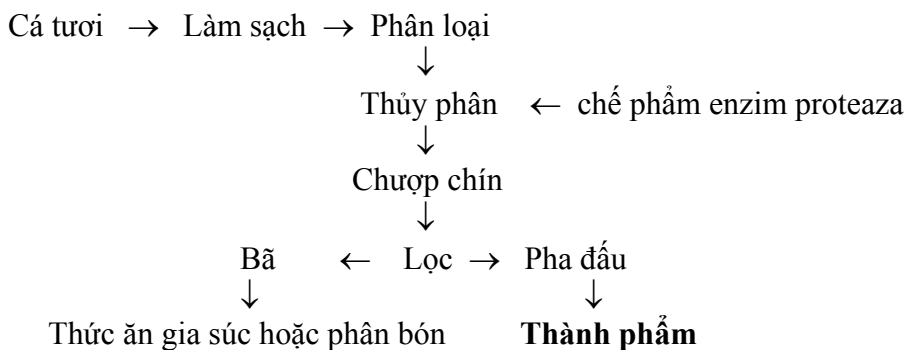 Cá tươi → Làm sạch → Phân loại
↓
Thủy phân ← chế phẩm enzim proteaza
↓
Chượp chín
↓
Bã ← Lọc → Pha đấu
↓ ↓
Thức ăn gia súc hoặc phân bón Thành phẩm